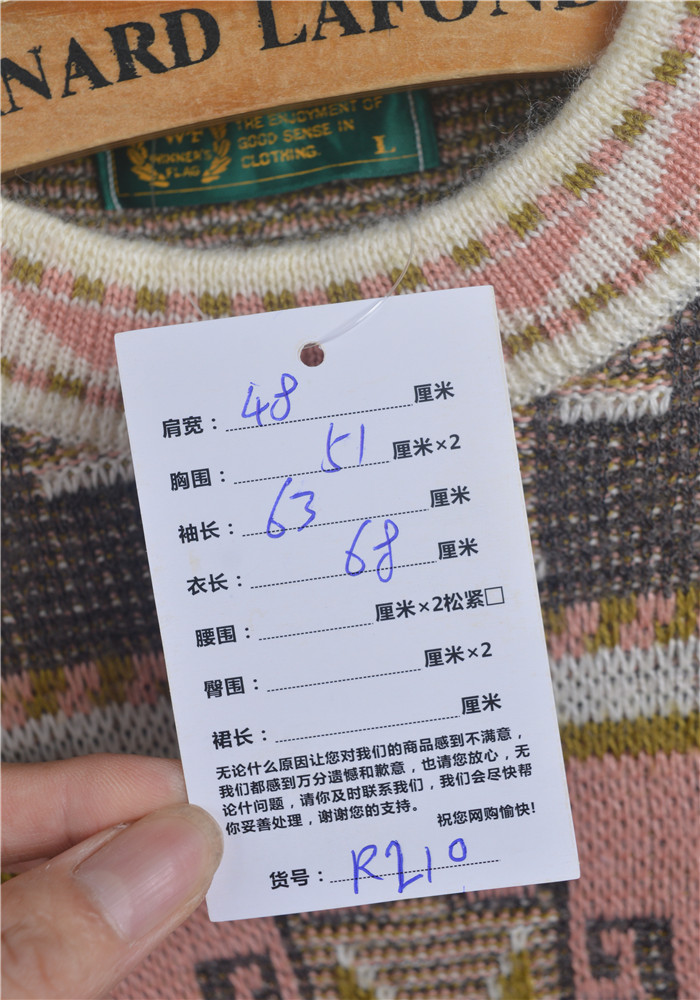 NARD LAFOND
WF
WINNER'S
FLAG
THE ENJOYMENT OF
GOOD SENSE IN
CLOTHING.
L
肩宽：48厘米
胸围：51厘米×2
袖长：63厘米
衣长：68厘米
腰围：厘米×2松紧□
臀围：厘米×2
裙长：厘米
无论什么原因让您对我们的商品感到不满意，
我们都感到万分遗憾和歉意，也请您放心，无
论什问题，请你及时联系我们，我们会尽快帮
你妥善处理，谢谢您的支持。
祝您网购愉快!
货号：R210